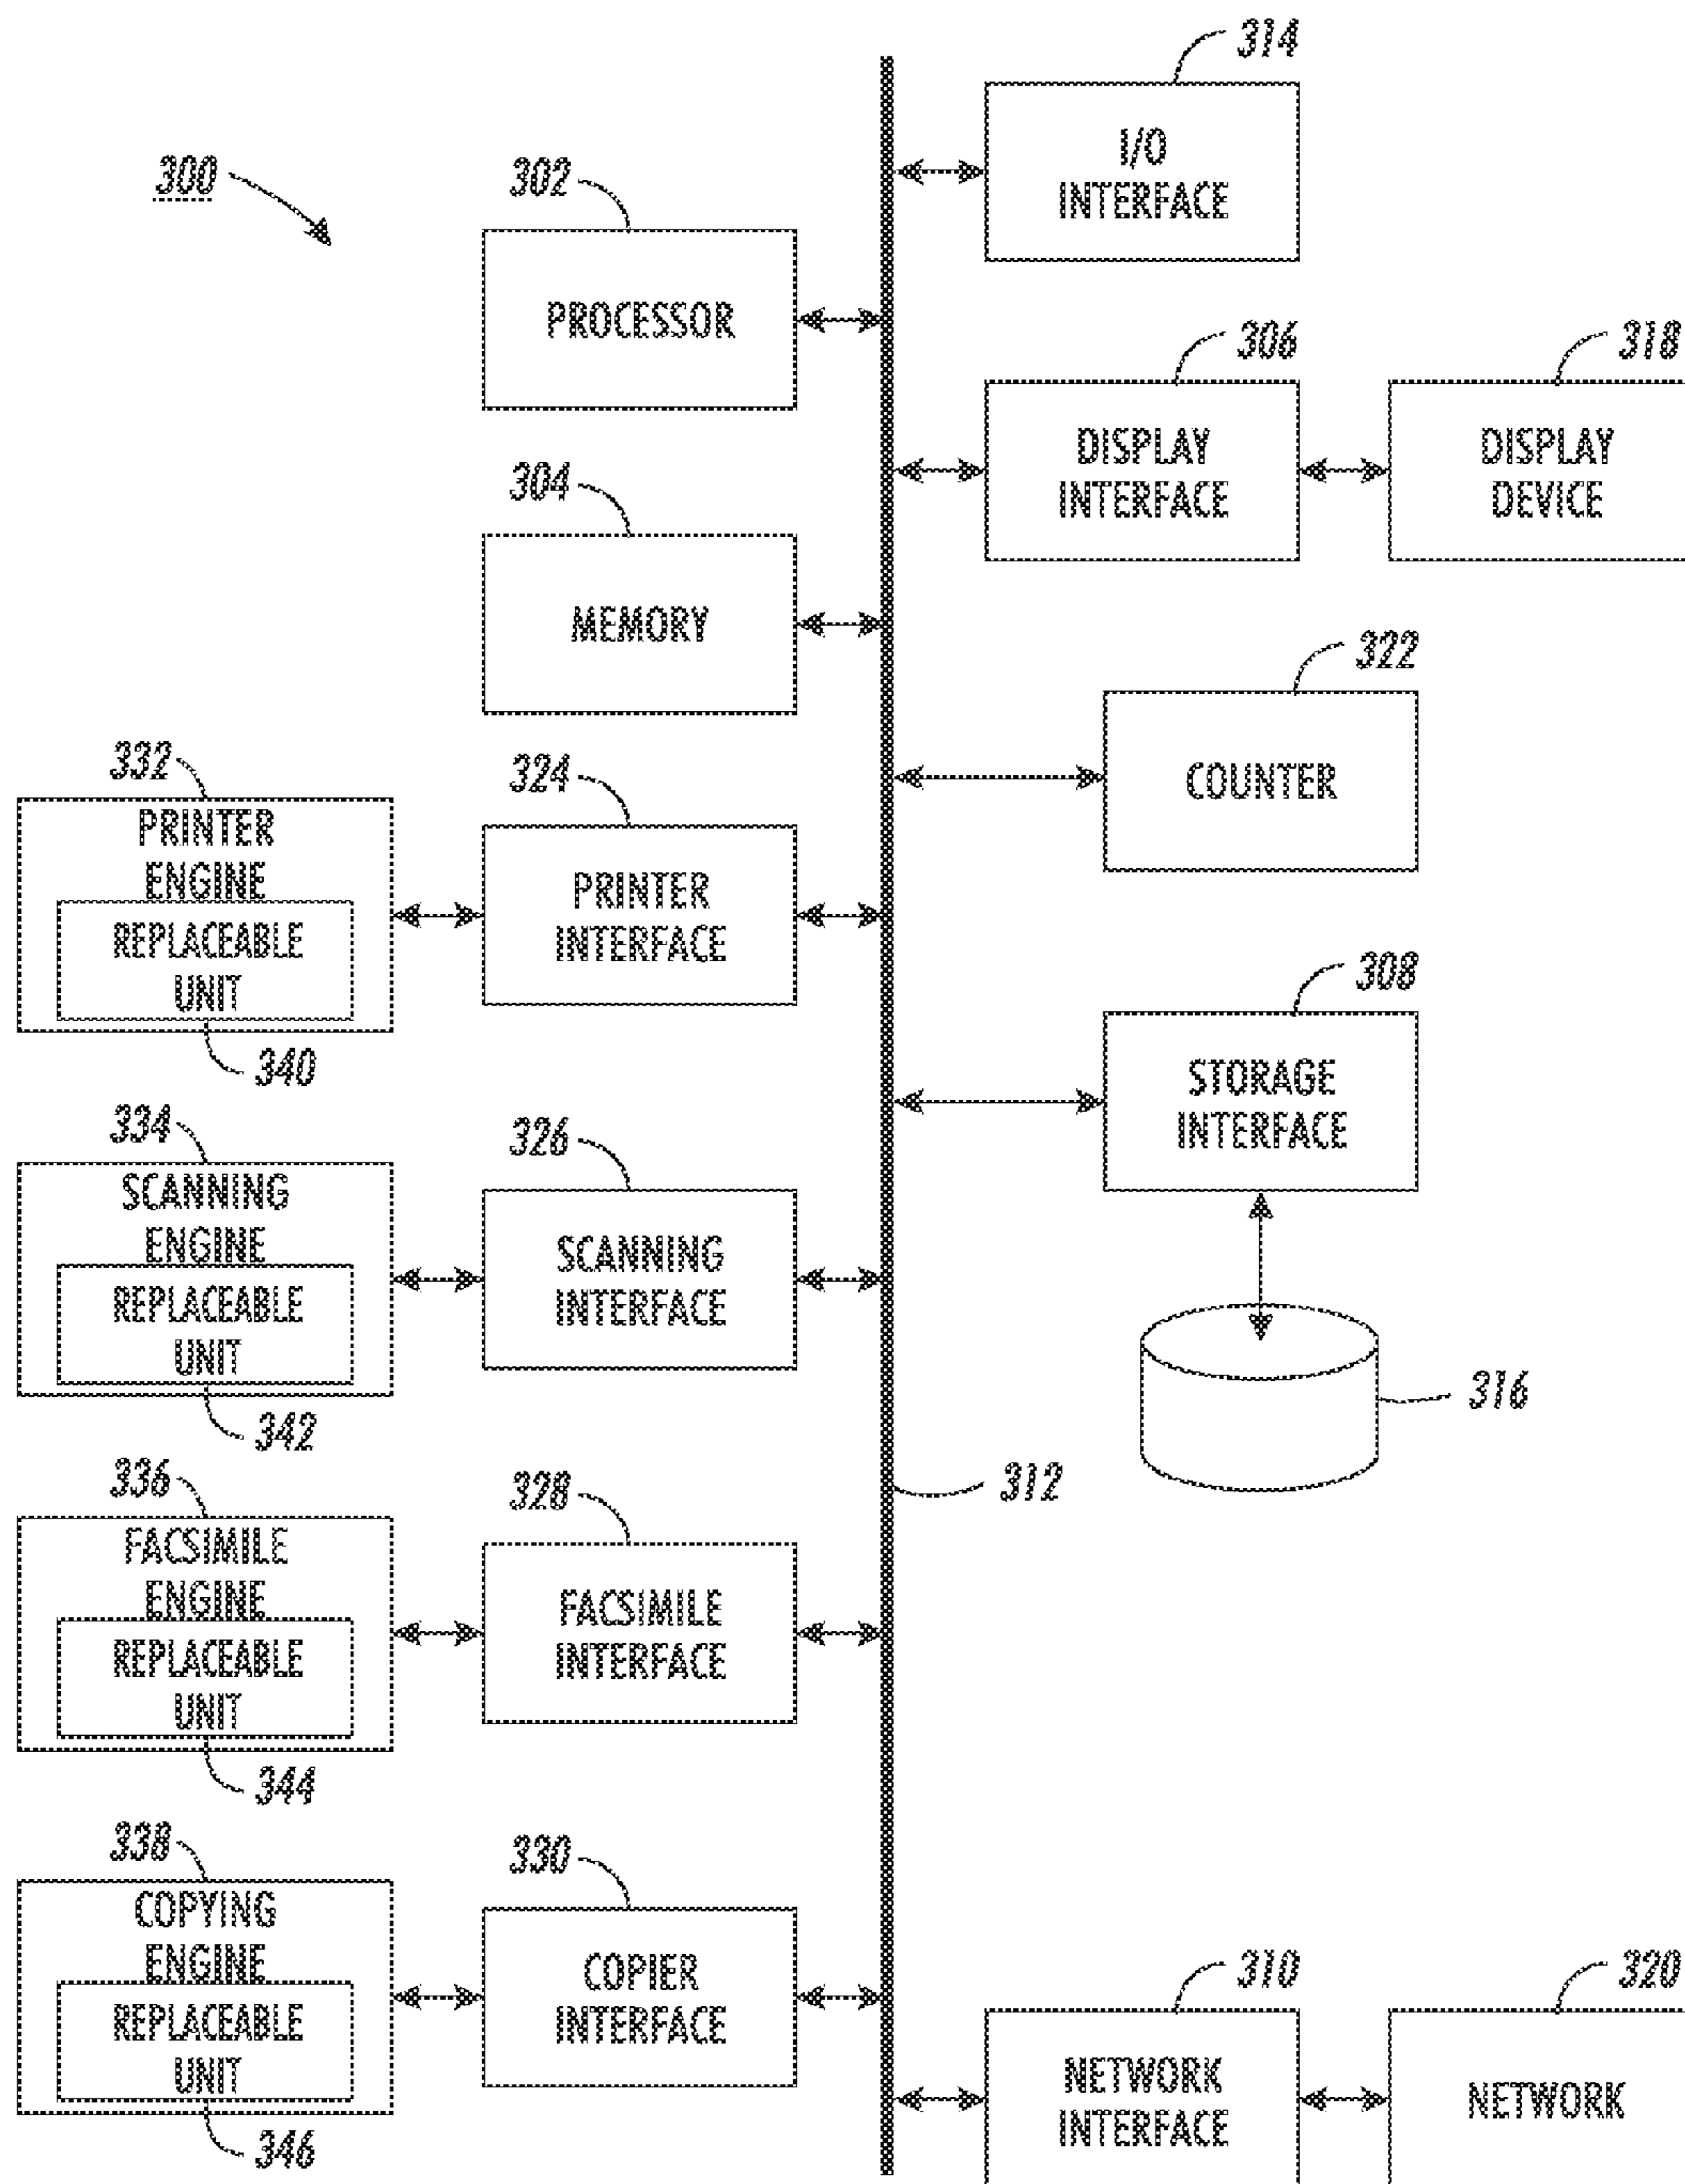 314
I/O
INTERFACE
300
302
PROCESSOR
306
DISPLAY
INTERFACE
318
DISPLAY
DEVICE
304
MEMORY
322
COUNTER
332
PRINTER
ENGINE
REPLACEABLE
UNIT
340
324
PRINTER
INTERFACE
308
STORAGE
INTERFACE
334
SCANNING
ENGINE
REPLACEABLE
UNIT
342
326
SCANNING
INTERFACE
316
312
336
FACSIMILE
ENGINE
REPLACEABLE
UNIT
344
328
FACSIMILE
INTERFACE
338
COPYING
ENGINE
REPLACEABLE
UNIT
346
330
COPIER
INTERFACE
310
NETWORK
INTERFACE
320
NETWORK